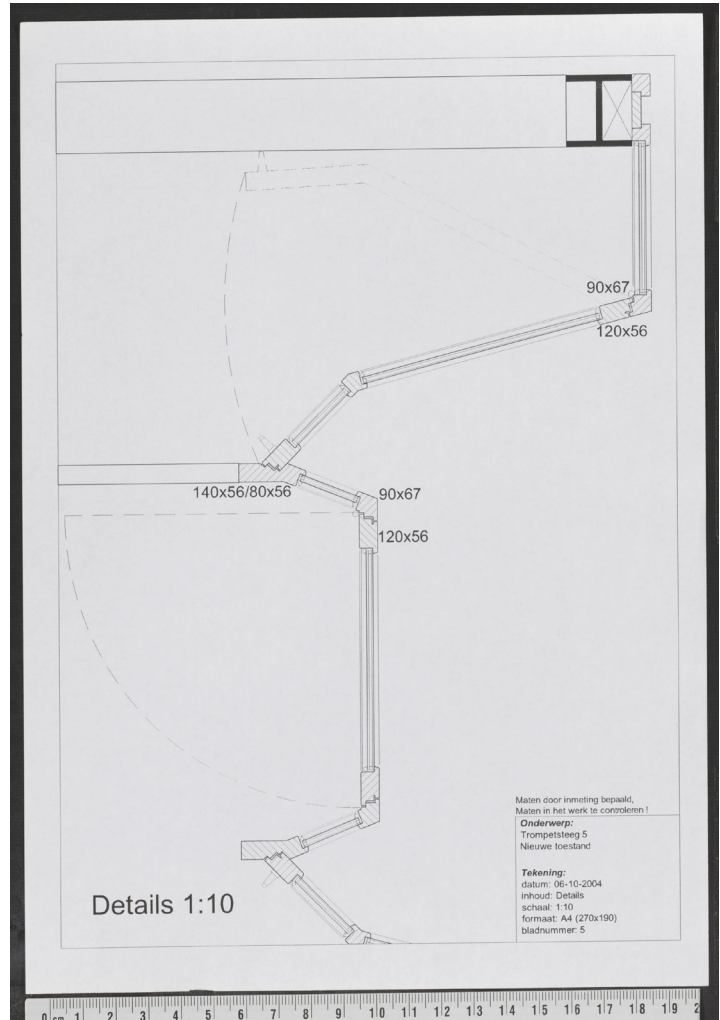 90x67
120x56
140x56/80x56
90x67
120x56
Maten door inmeting bepaald,
Maten in het werk te controleren !
Onderwerp:
Trompetsteeg 5
Nieuwe toestand
Tekening:
datum: 06-10-2004
inhoud: Details
schaal: 1:10
formaat: A4 (270x190)
bladnummer: 5
Details 1:10
0 cm 1 2 3 4 5 6 7 8 9 10 11 12 13 14 15 16 17 18 19 2